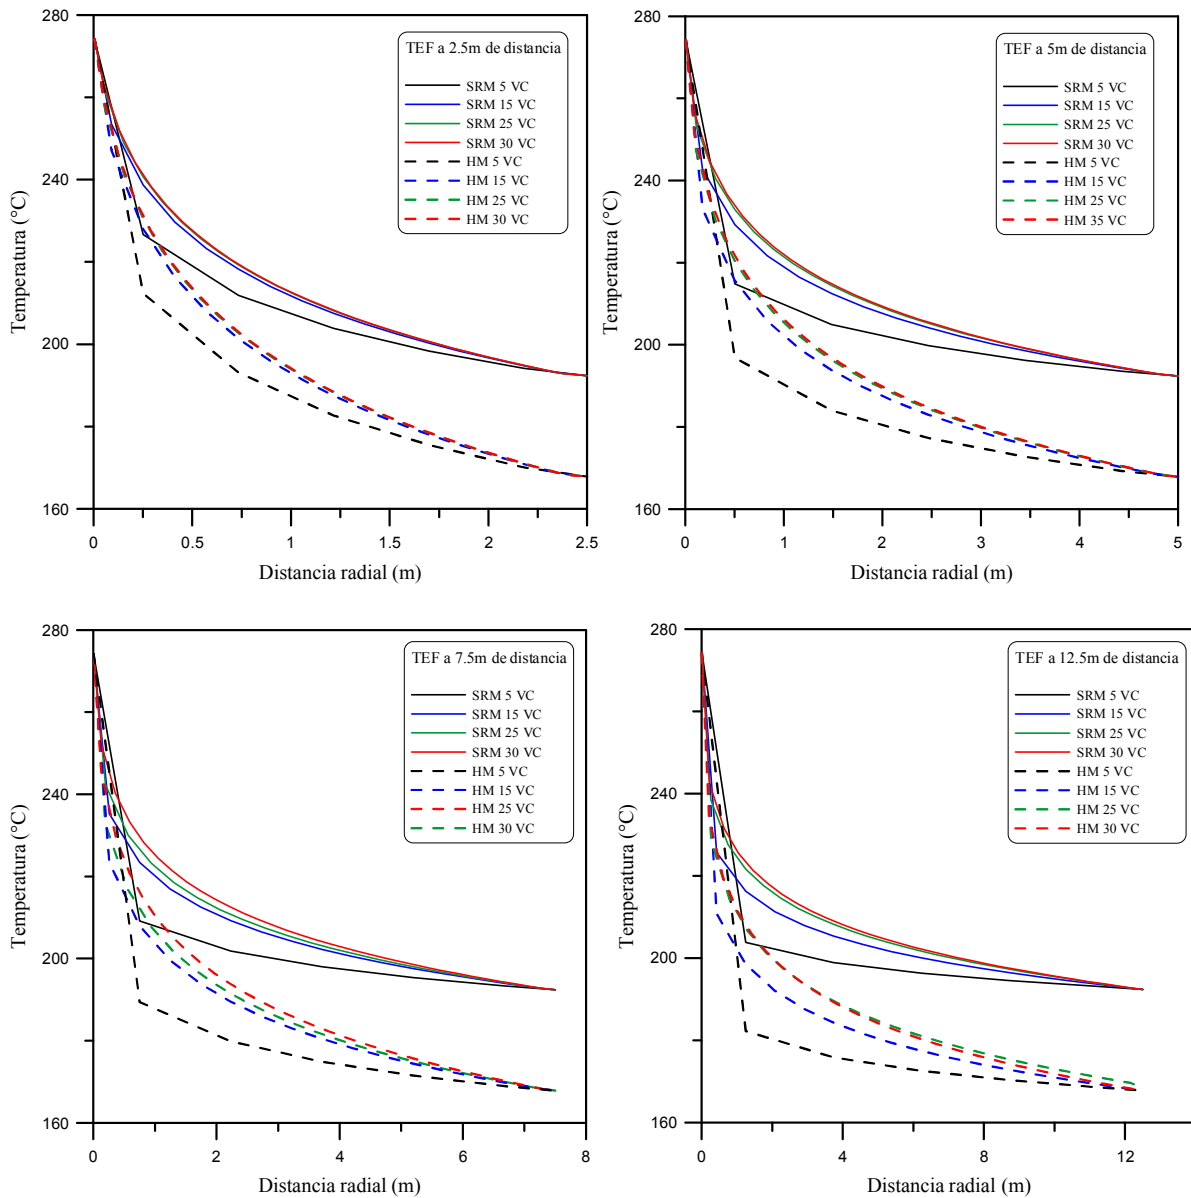 280
240
200
160
Temperatura (°C)
TEF a 2.5m de distancia
SRM 5 VC
SRM 15 VC
SRM 25 VC
SRM 30 VC
HM 5 VC
HM 15 VC
HM 25 VC
HM 30 VC
0 0.5 1 1.5 2 2.5
Distancia radial (m)
280
240
200
160
Temperatura (°C)
TEF a 5m de distancia
SRM 5 VC
SRM 15 VC
SRM 25 VC
SRM 30 VC
HM 5 VC
HM 15 VC
HM 25 VC
HM 35 VC
0 1 2 3 4 5
Distancia radial (m)
280
240
200
160
Temperatura (°C)
TEF a 7.5m de distancia
SRM 5 VC
SRM 15 VC
SRM 25 VC
SRM 30 VC
HM 5 VC
HM 15 VC
HM 25 VC
HM 30 VC
0 2 4 6 8
Distancia radial (m)
280
240
200
160
Temperatura (°C)
TEF a 12.5m de distancia
SRM 5 VC
SRM 15 VC
SRM 25 VC
SRM 30 VC
HM 5 VC
HM 15 VC
HM 25 VC
HM 30 VC
0 4 8 12
Distancia radial (m)